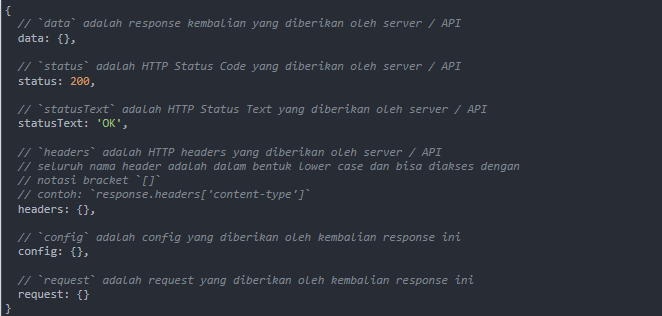 {
// `data` adalah response kembalian yang diberikan oleh server / API
data: {},
// `status` adalah HTTP Status Code yang diberikan oleh server / API
status: 200,
// `statusText` adalah HTTP Status Text yang diberikan oleh server / API
statusText: 'OK',
// `headers` adalah HTTP headers yang diberikan oleh server / API
// seluruh nama header adalah dalam bentuk lower case dan bisa diakses dengan
// notasi bracket `[]`
// contoh: `response.headers['content-type']`
headers: {},
// `config` adalah config yang diberikan oleh kembalian response ini
config: {},
// `request` adalah request yang diberikan oleh kembalian response ini
request: {}
}